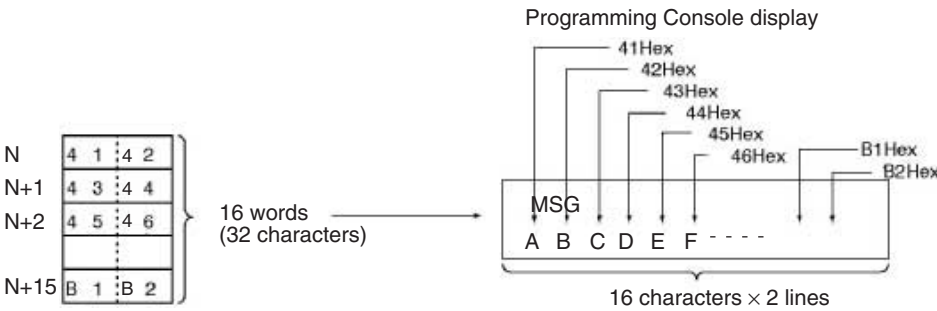 Programming Console display
41Hex
42Hex
43Hex
44Hex
45Hex
46Hex
B1Hex
B2Hex
N 4 1 4 2
N+1 4 3 4 4
N+2 4 5 4 6
N+15 B 1 B 2
16 words
(32 characters)
MSG
A B C D E F - - - -
16 characters × 2 lines